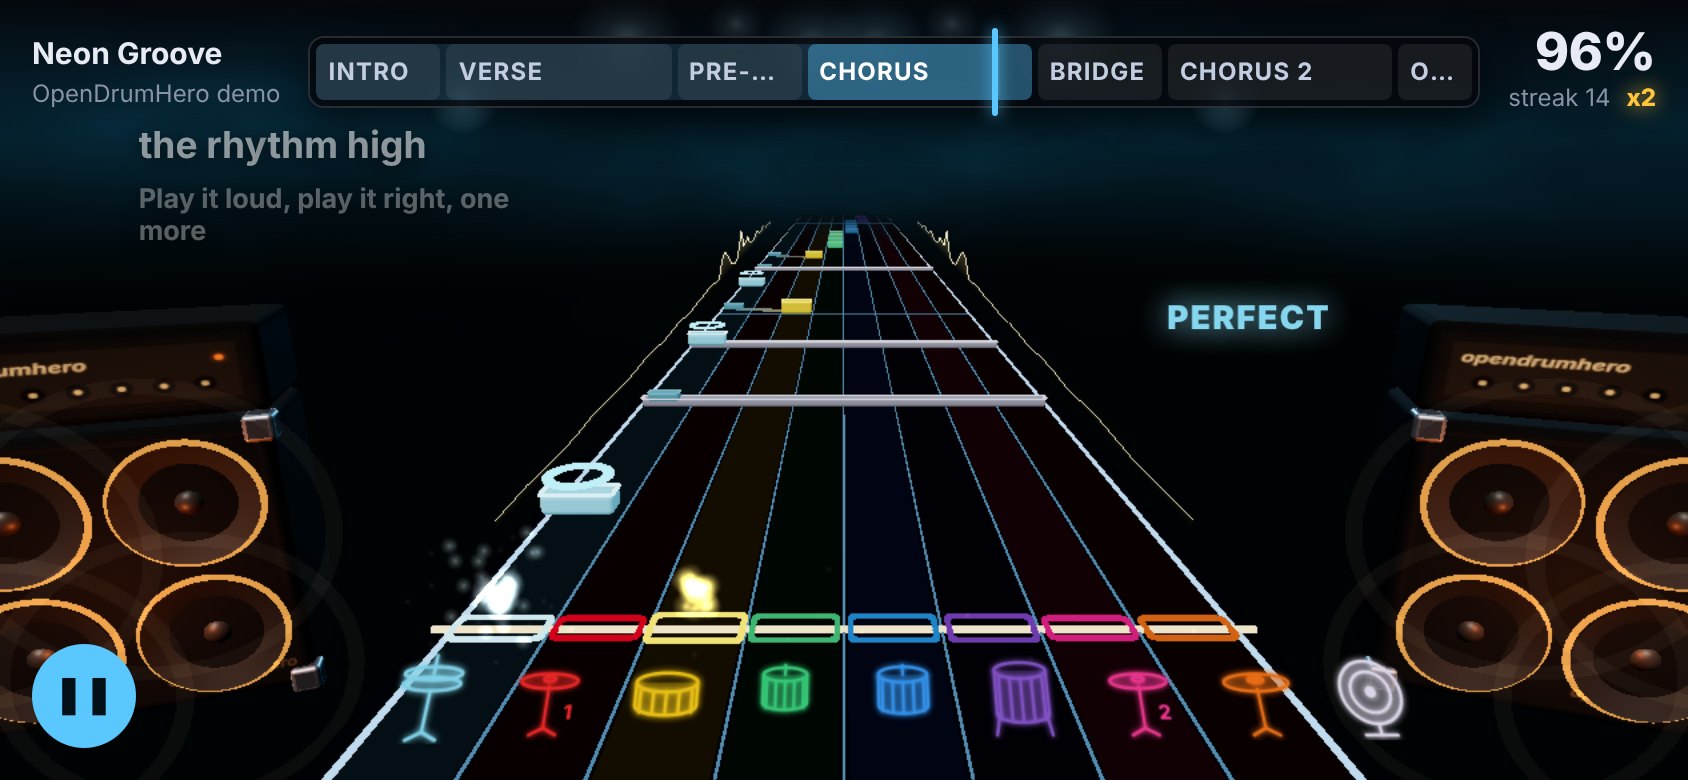 Neon Groove
OpenDrumHero demo
INTRO
VERSE
PRE-...
CHORUS
BRIDGE
CHORUS 2
O...
96%
streak 14 x2
the rhythm high
Play it loud, play it right, one
more
PERFECT
umhero
opendrumhero
1
2